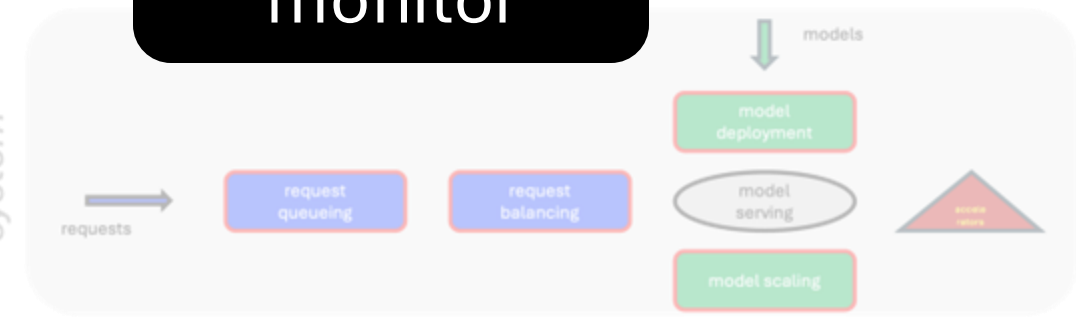 monitor
models
model
deployment
request
queueing
request
balancing
model
serving
requests
model scaling